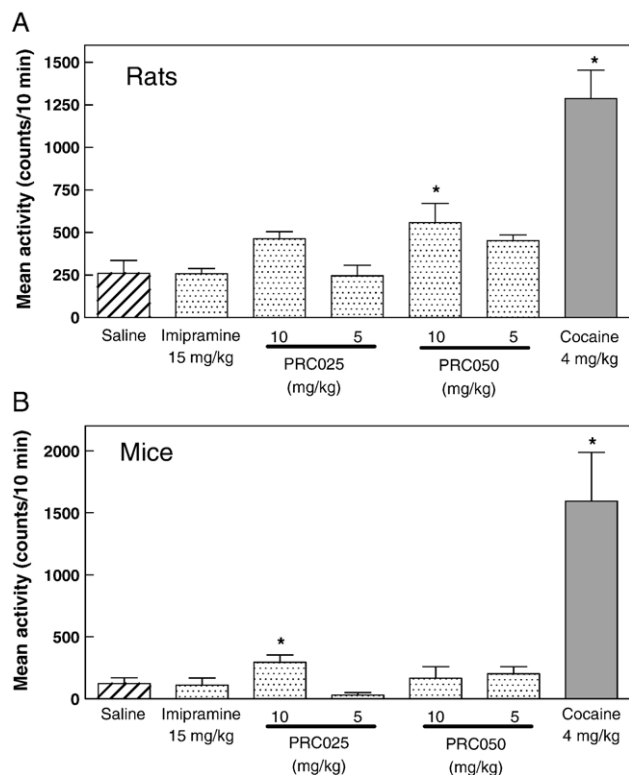 A
Mean activity (counts/10 min)
1500
1250
1000
750
500
250
0
Rats
*
*
Saline
Imipramine
15 mg/kg
10
5
PRC025
(mg/kg)
10
5
PRC050
(mg/kg)
Cocaine
4 mg/kg
B
Mean activity (counts/10 min)
2000
1500
1000
500
0
Mice
*
*
Saline
Imipramine
15 mg/kg
10
5
PRC025
(mg/kg)
10
5
PRC050
(mg/kg)
Cocaine
4 mg/kg